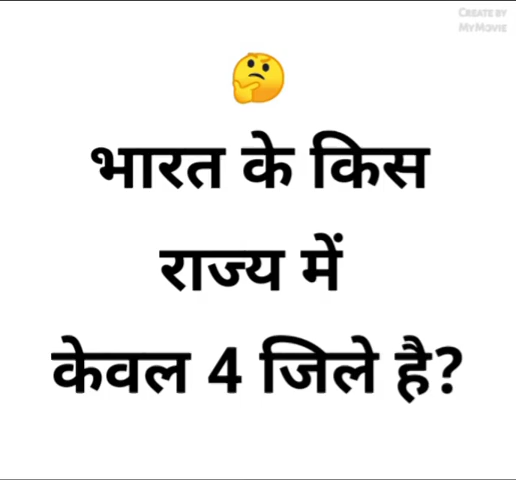 CREATE BY
MYMOVIE
🤔
भारत के किस
राज्य में
केवल 4 जिले है?